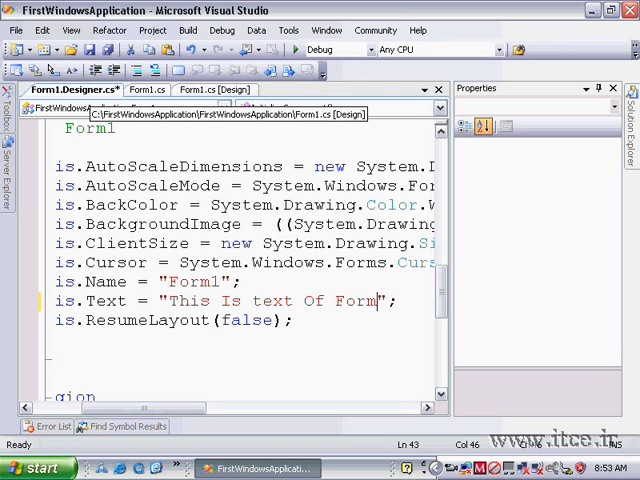 FirstWindowsApplication - Microsoft Visual Studio
File Edit View Refactor Project Build Debug Data Tools Window Community Help
Debug Any CPU
Form1.Designer.cs* Form1.cs Form1.cs [Design]
C:\FirstWindowsApplication\FirstWindowsApplication\Form1.cs [Design]
Form1
is.AutoScaleDimensions = new System.D
is.AutoScaleMode = System.Windows.For
is.BackColor = System.Drawing.Color.W
is.BackgroundImage = ((System.Drawing
is.ClientSize = new System.Drawing.Si
is.Cursor = System.Windows.Forms.Curs
is.Name = "Form1";
is.Text = "This Is text Of Form";
is.ResumeLayout(false);
gion
Properties
Toolbox
Server Explorer
Solution Explorer
Error List Find Symbol Results
Ready Ln 43 Col 46 INS
www.itce.in
start FirstWindowsApplicati... 8:53 AM